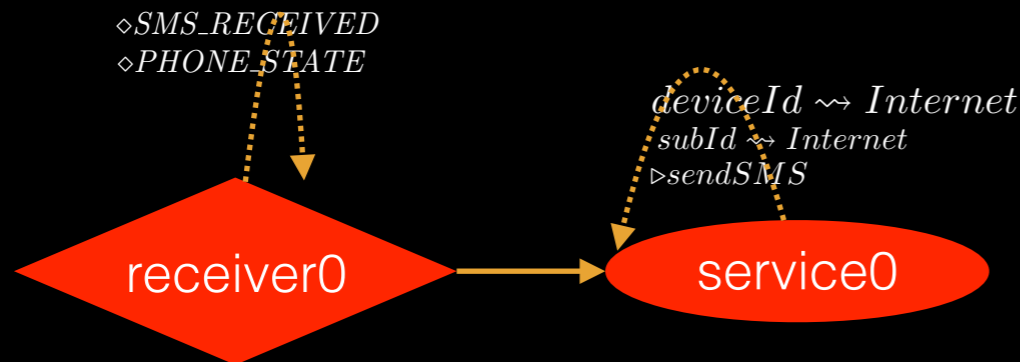 ⋄SMS_RECEIVED
⋄PHONE_STATE
deviceId ⇝ Internet
subId ⇝ Internet
▷sendSMS
receiver0
service0